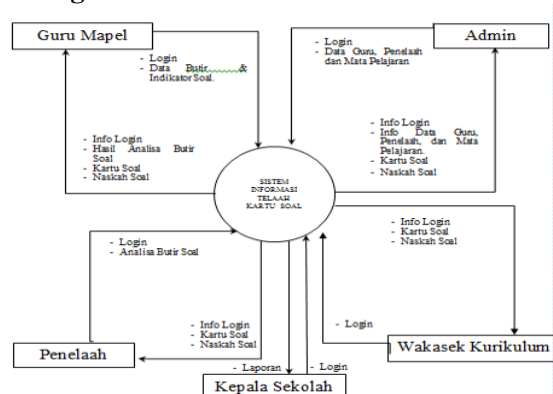 Guru Mapel
Admin
- Login
- Data Butir &
Indikator Soal.
- Login
- Data Guru, Penelaah
dan Mata Pelajaran
- Info Login
- Hasil Analisa Butir
Soal
- Kartu Soal
- Naskah Soal
- Info Login
- Info Data Guru,
Penelaah, dan Mata
Pelajaran.
- Kartu Soal
- Naskah Soal
SISTEM
INFORMASI
TELAAH
KARTU SOAL
- Info Login
- Kartu Soal
- Naskah Soal
- Login
- Analisa Butir Soal
- Info Login
- Kartu Soal
- Naskah Soal
- Login
Penelaah
Wakasek Kurikulum
- Laporan
- Login
Kepala Sekolah